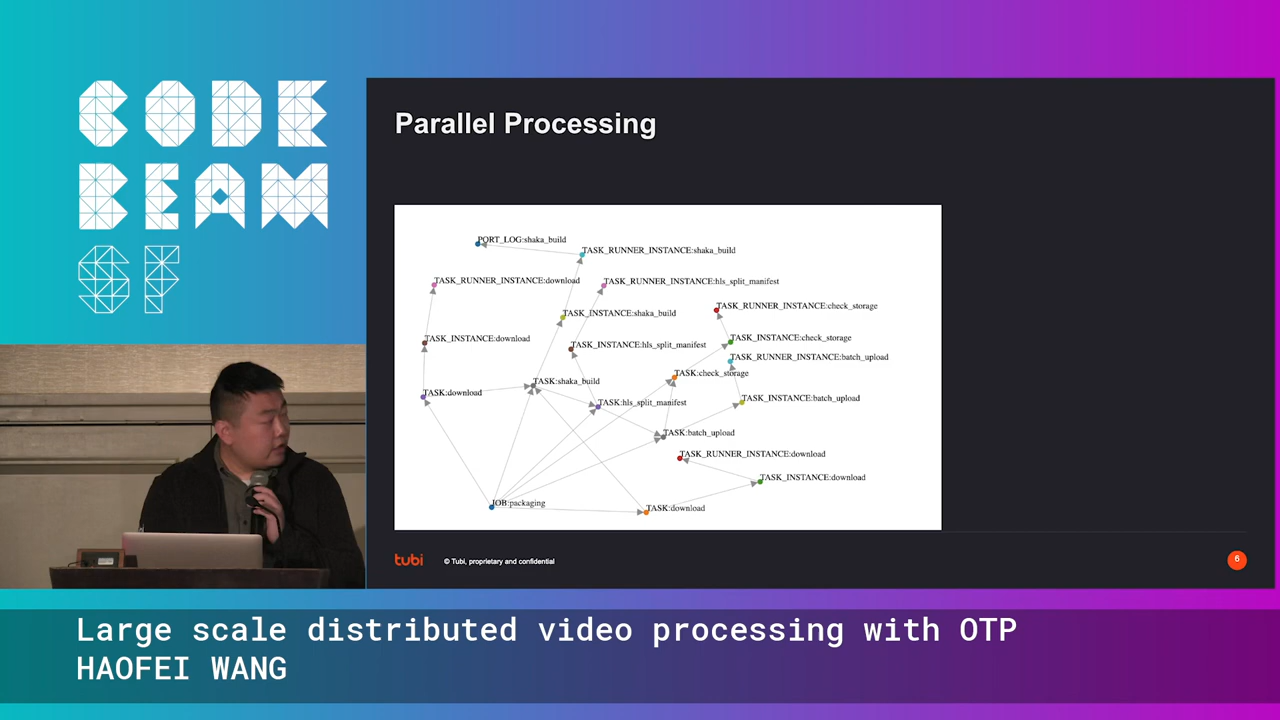 CODE
BEAM
SF
Parallel Processing
PORT_LOG:shaka_build
TASK_RUNNER_INSTANCE:shaka_build
TASK_RUNNER_INSTANCE:download
TASK_RUNNER_INSTANCE:hls_split_manifest
TASK_RUNNER_INSTANCE:check_storage
TASK_INSTANCE:shaka_build
TASK_INSTANCE:download
TASK_INSTANCE:hls_split_manifest
TASK_INSTANCE:check_storage
TASK_RUNNER_INSTANCE:batch_upload
TASK:check_storage
TASK:shaka_build
TASK:download
TASK:hls_split_manifest
TASK_INSTANCE:batch_upload
TASK:batch_upload
TASK_RUNNER_INSTANCE:download
TASK_INSTANCE:download
JOB:packaging
TASK:download
tubi
© Tubi, proprietary and confidential
6
Large scale distributed video processing with OTP
HAOFEI WANG